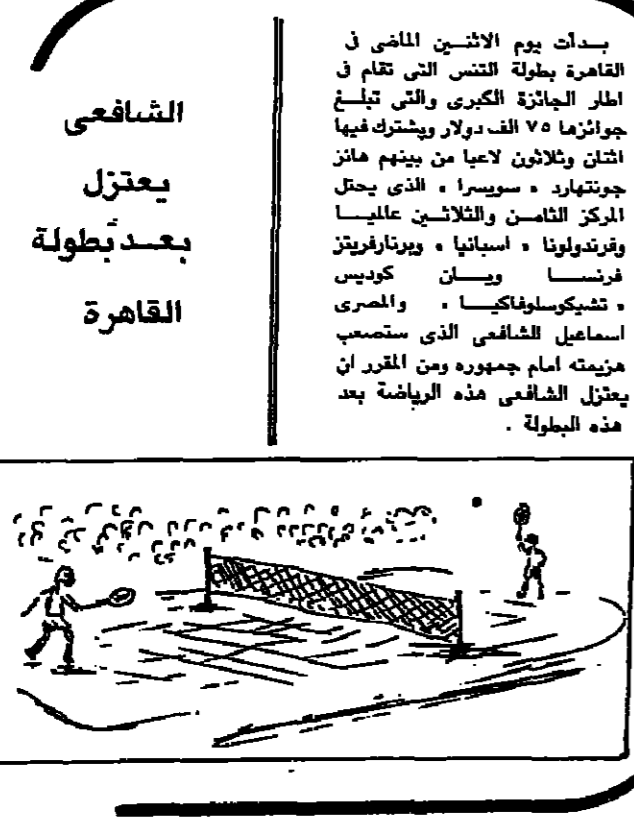 الشافعى
يعتزل
بعد بطولة
القاهرة
بدأت يوم الاثنين الماضى فى
القاهرة بطولة التنس التى تقام فى
اطار الجائزة الكبرى والتى تبلغ
جوائزها ٧٥ الف دولار ويشترك فيها
اثنان وثلاثون لاعبا من بينهم هانز
جونتهارد « سويسرا » الذى يحتل
المركز الثامن والثلاثين عالميا
وفرندولونا « اسبانيا » وبرنارفريتز
فرنسا ويان كوديس
« تشيكوسلوفاكيا » والمصرى
اسماعيل الشافعى الذى ستصعب
هزيمته امام جمهوره ومن المقرر ان
يعتزل الشافعى هذه الرياضة بعد
هذه البطولة .